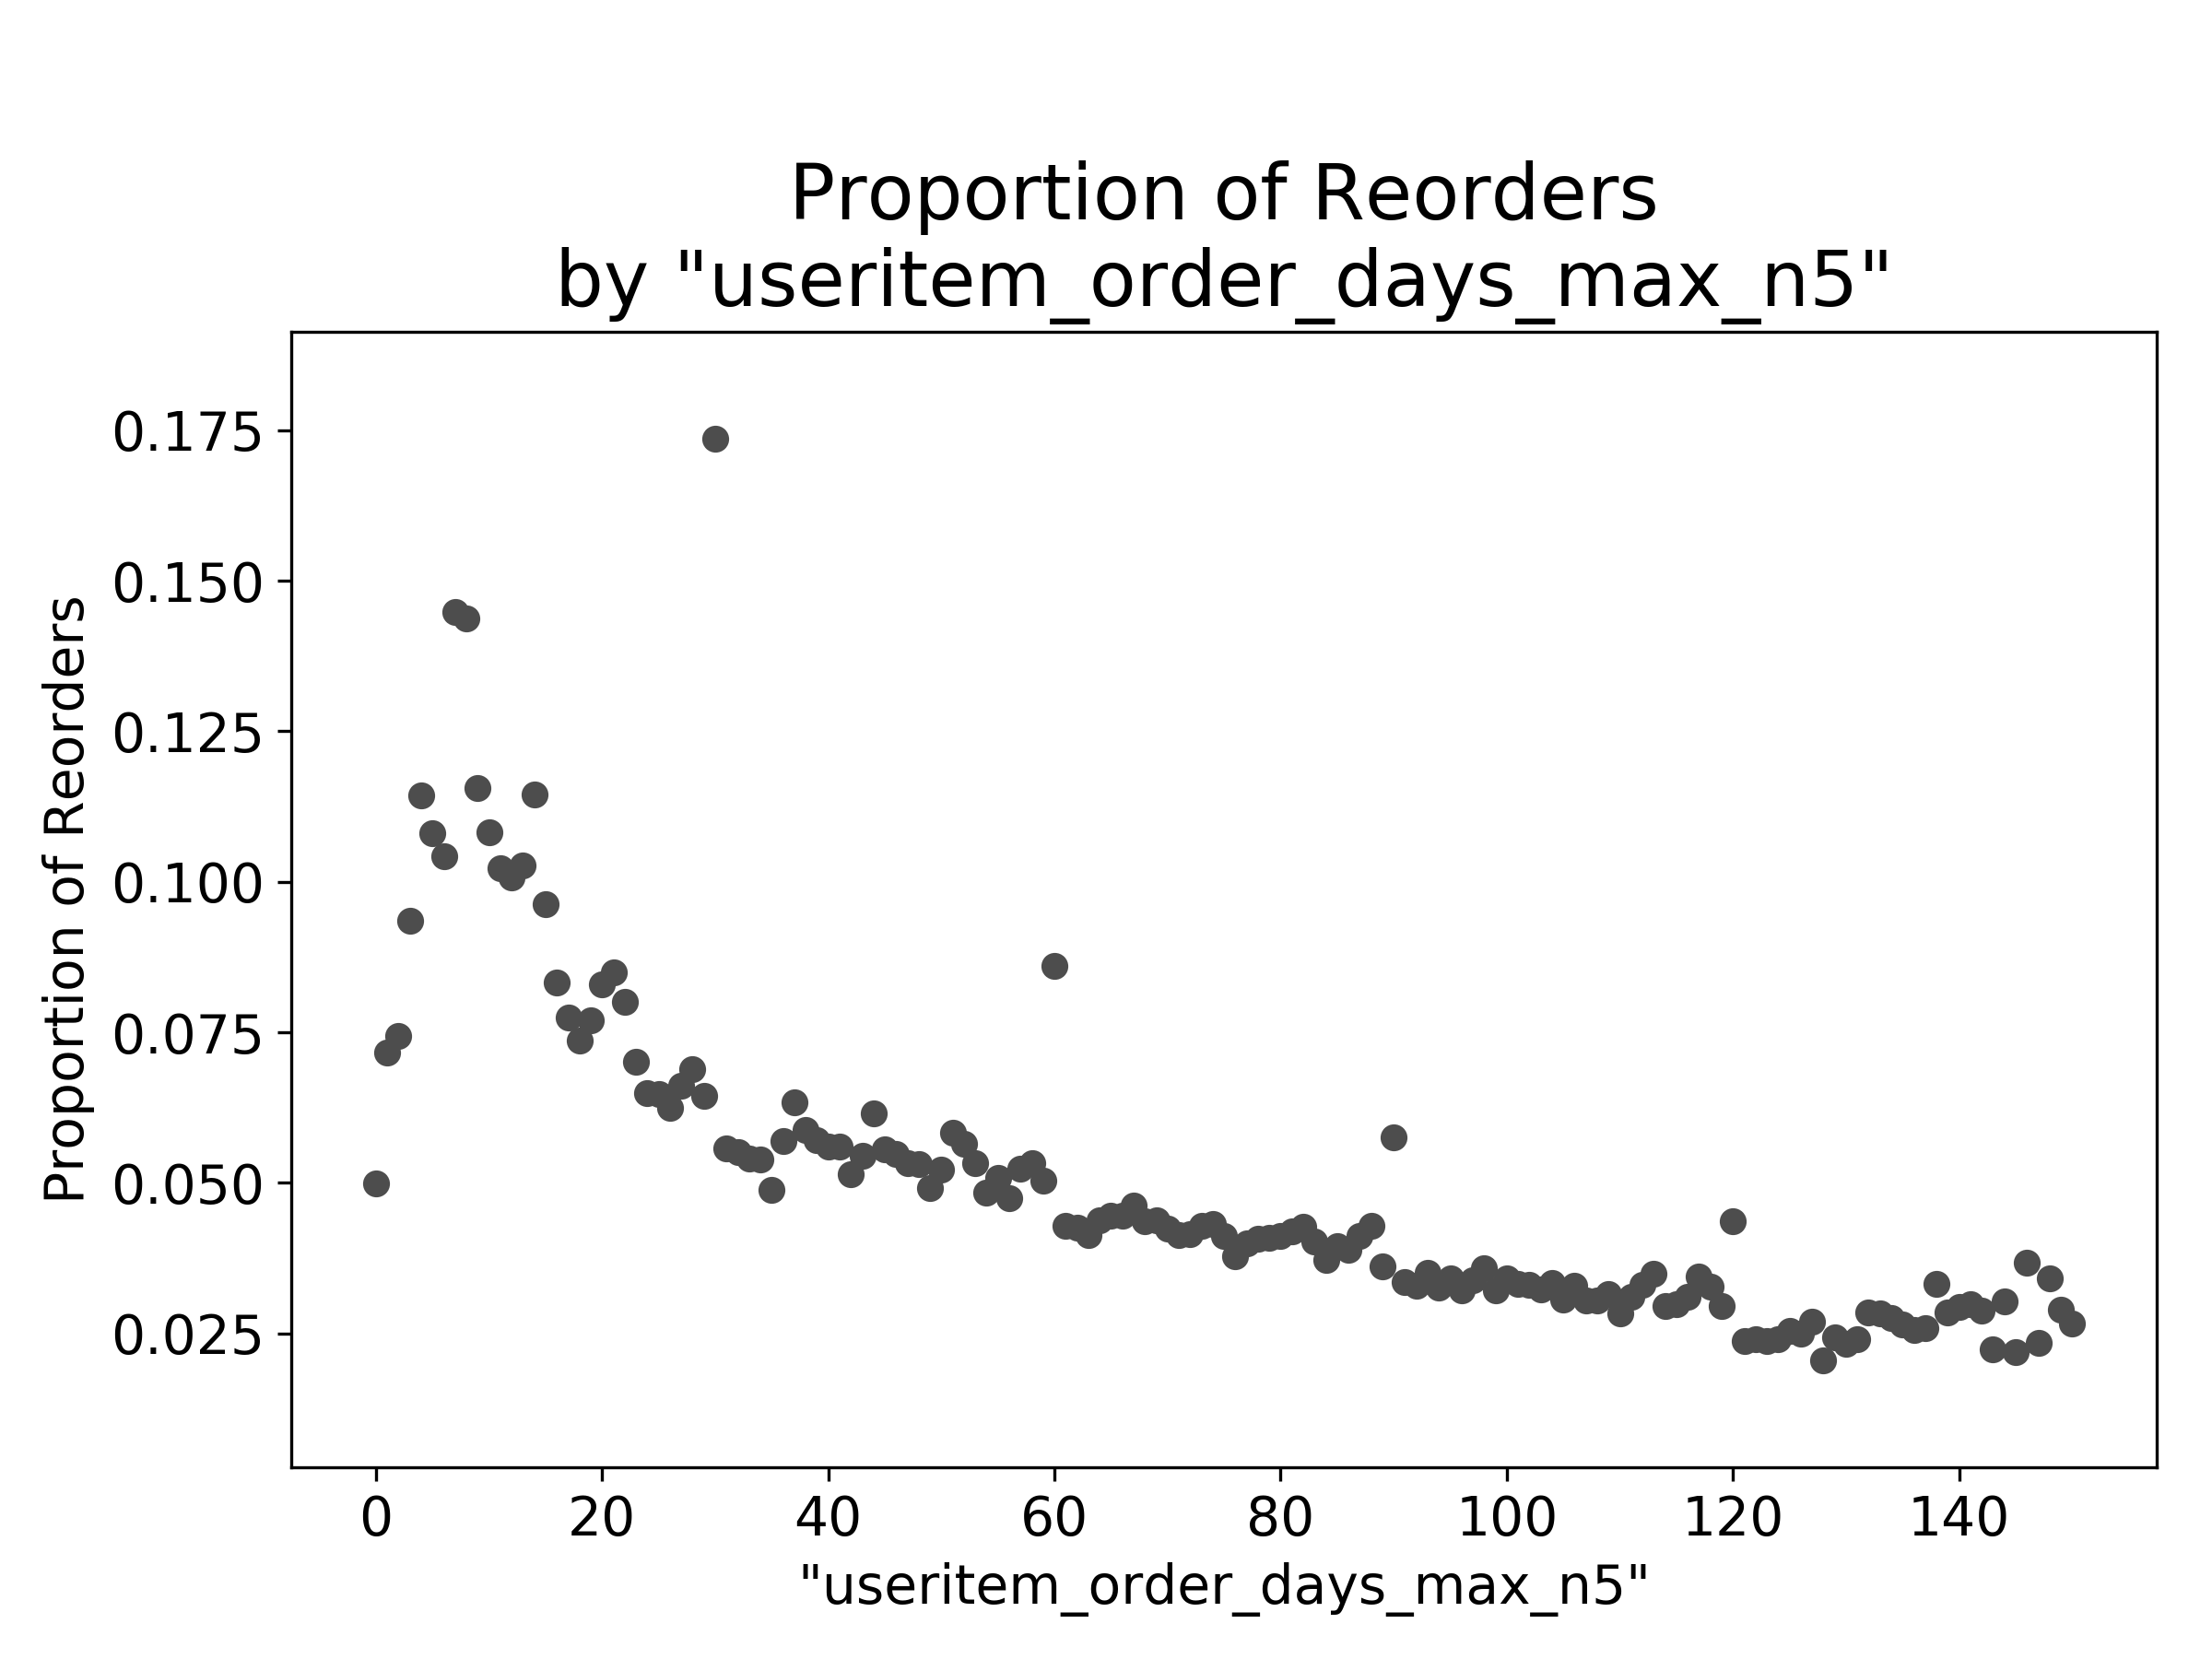 Proportion of Reorders
by "useritem_order_days_max_n5"
Proportion of Reorders
0.175
0.150
0.125
0.100
0.075
0.050
0.025
0 20 40 60 80 100 120 140
"useritem_order_days_max_n5"